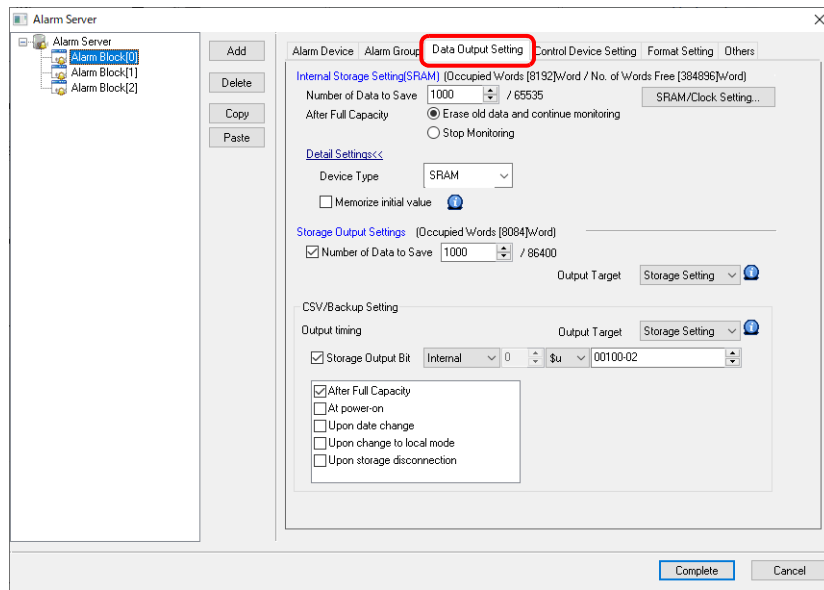 Alarm Server
Alarm Server
Alarm Block[0]
Alarm Block[1]
Alarm Block[2]
Add
Delete
Copy
Paste
Alarm Device Alarm Group Data Output Setting Control Device Setting Format Setting Others
Internal Storage Setting(SRAM) (Occupied Words [8192]Word / No. of Words Free [384896]Word)
Number of Data to Save 1000 / 65535 SRAM/Clock Setting...
After Full Capacity Erase old data and continue monitoring
Stop Monitoring
Detail Settings<<
Device Type SRAM
Memorize initial value
Storage Output Settings (Occupied Words [8084]Word)
Number of Data to Save 1000 / 86400
Output Target Storage Setting
CSV/Backup Setting
Output timing Output Target Storage Setting
Storage Output Bit Internal 0 $u 00100-02
After Full Capacity
At power-on
Upon date change
Upon change to local mode
Upon storage disconnection
Complete Cancel